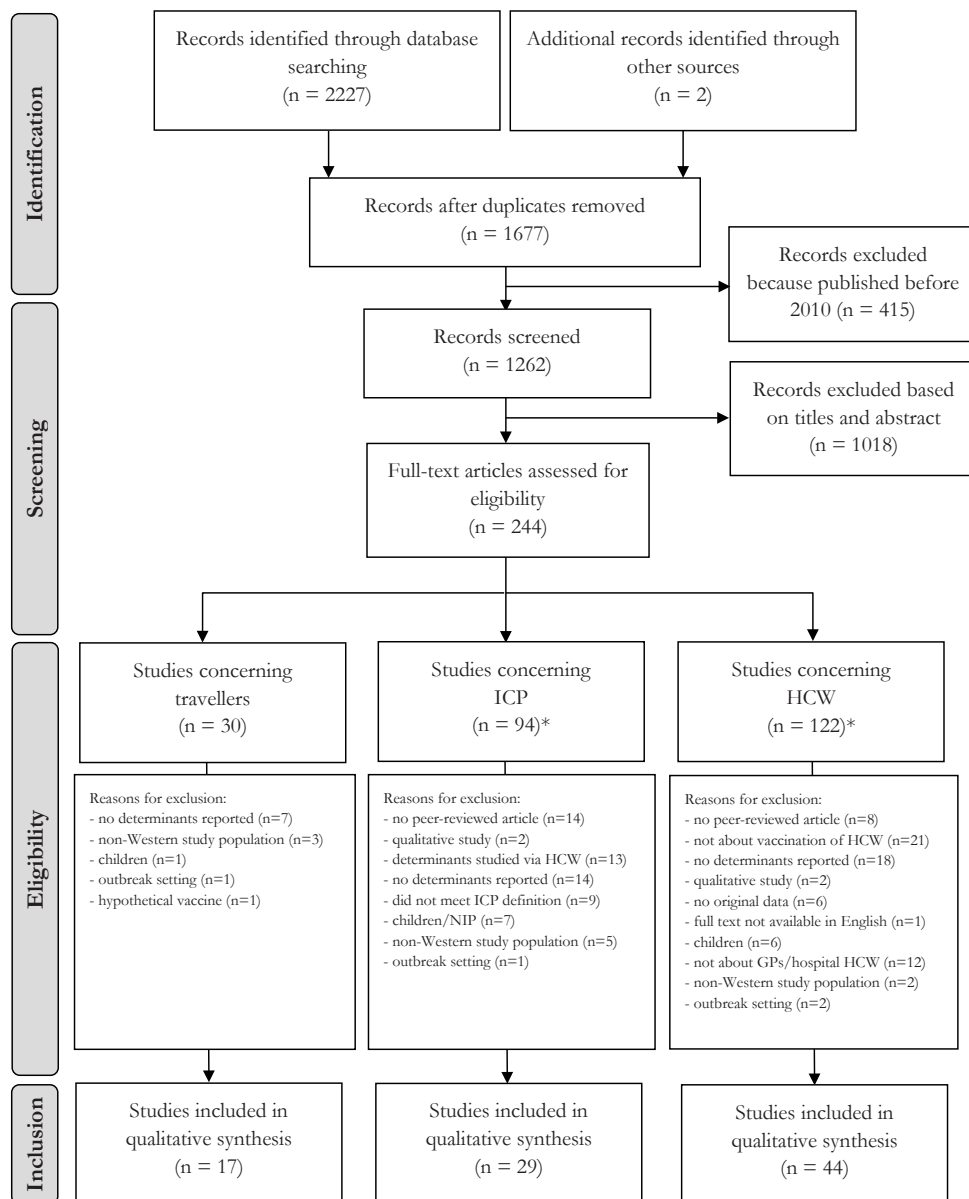 Identification
Records identified through database
searching
(n = 2227)
Additional records identified through
other sources
(n = 2)
Records after duplicates removed
(n = 1677)
Records excluded
because published before
2010 (n = 415)
Screening
Records screened
(n = 1262)
Records excluded based
on titles and abstract
(n = 1018)
Full-text articles assessed for
eligibility
(n = 244)
Eligibility
Studies concerning
travellers
(n = 30)
Studies concerning
ICP
(n = 94)*
Studies concerning
HCW
(n = 122)*
Reasons for exclusion:
- no determinants reported (n=7)
- non-Western study population (n=3)
- children (n=1)
- outbreak setting (n=1)
- hypothetical vaccine (n=1)
Reasons for exclusion:
- no peer-reviewed article (n=14)
- qualitative study (n=2)
- determinants studied via HCW (n=13)
- no determinants reported (n=14)
- did not meet ICP definition (n=9)
- children/NIP (n=7)
- non-Western study population (n=5)
- outbreak setting (n=1)
Reasons for exclusion:
- no peer-reviewed article (n=8)
- not about vaccination of HCW (n=21)
- no determinants reported (n=18)
- qualitative study (n=2)
- no original data (n=6)
- full text not available in English (n=1)
- children (n=6)
- not about GPs/hospital HCW (n=12)
- non-Western study population (n=2)
- outbreak setting (n=2)
Inclusion
Studies included in
qualitative synthesis
(n = 17)
Studies included in
qualitative synthesis
(n = 29)
Studies included in
qualitative synthesis
(n = 44)